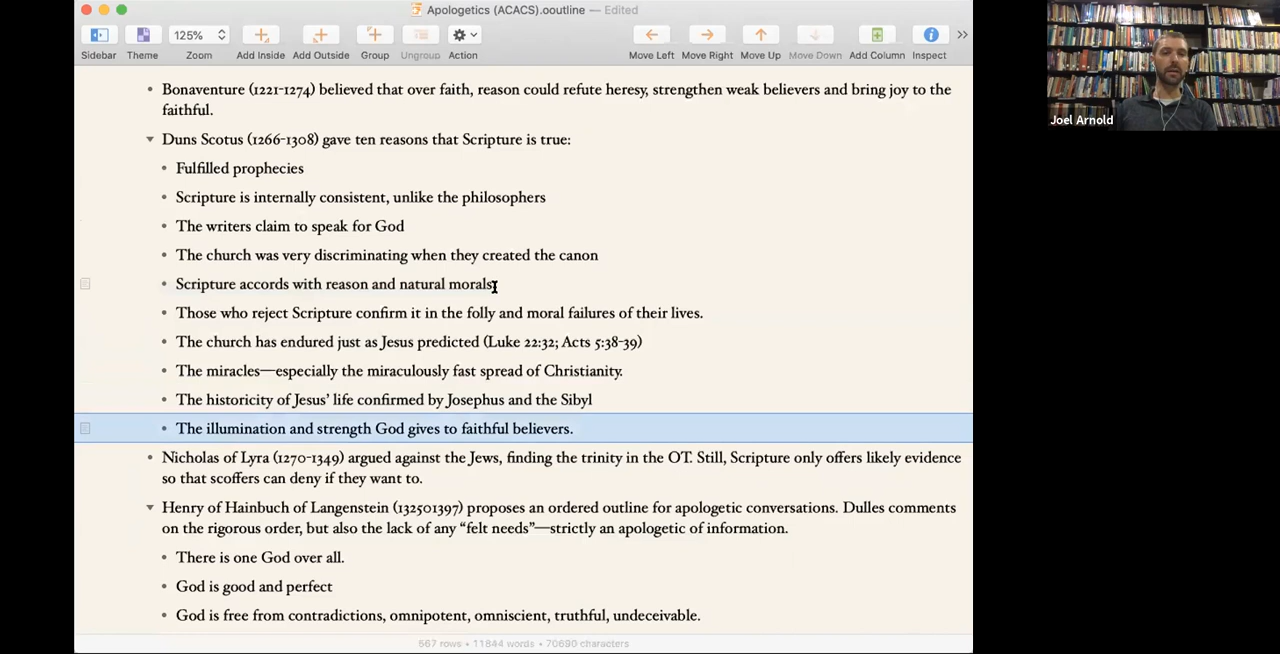 Apologetics (ACACS).ooutline — Edited
125%
Sidebar Theme Zoom Add Inside Add Outside Group Ungroup Action Move Left Move Right Move Up Move Down Add Column Inspect
Joel Arnold
Bonaventure (1221-1274) believed that over faith, reason could refute heresy, strengthen weak believers and bring joy to the
faithful.
Duns Scotus (1266-1308) gave ten reasons that Scripture is true:
Fulfilled prophecies
Scripture is internally consistent, unlike the philosophers
The writers claim to speak for God
The church was very discriminating when they created the canon
Scripture accords with reason and natural morals
Those who reject Scripture confirm it in the folly and moral failures of their lives.
The church has endured just as Jesus predicted (Luke 22:32; Acts 5:38-39)
The miracles—especially the miraculously fast spread of Christianity.
The historicity of Jesus’ life confirmed by Josephus and the Sibyl
The illumination and strength God gives to faithful believers.
Nicholas of Lyra (1270-1349) argued against the Jews, finding the trinity in the OT. Still, Scripture only offers likely evidence
so that scoffers can deny if they want to.
Henry of Hainbuch of Langenstein (132501397) proposes an ordered outline for apologetic conversations. Dulles comments
on the rigorous order, but also the lack of any “felt needs”—strictly an apologetic of information.
There is one God over all.
God is good and perfect
God is free from contradictions, omnipotent, omniscient, truthful, undeceivable.
567 rows • 11844 words • 70690 characters